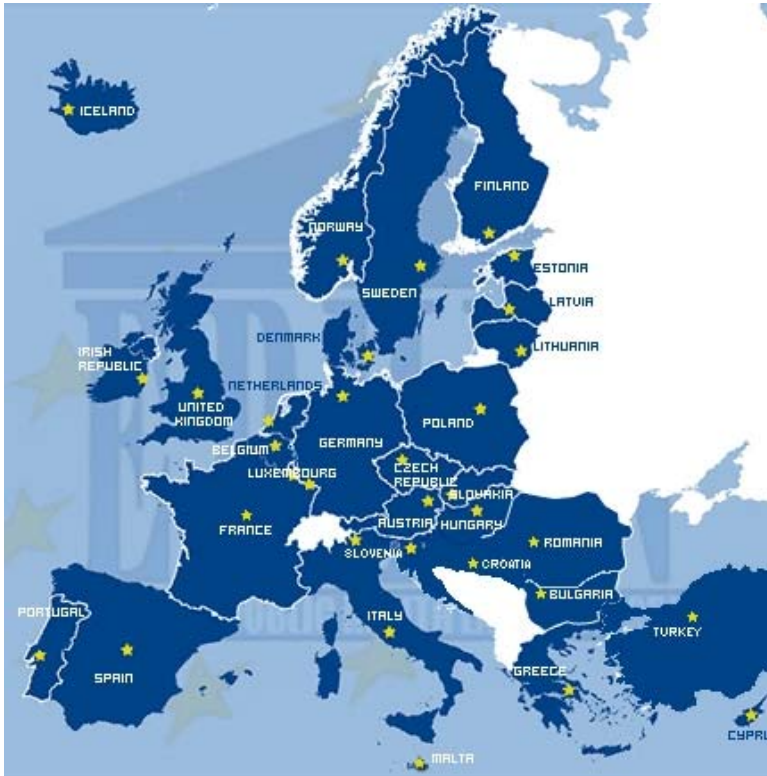 ICELAND
FINLAND
NORWAY
ESTONIA
SWEDEN
LATVIA
DENMARK
LITHUANIA
IRISH
REPUBLIC
NETHERLANDS
UNITED
KINGDOM
POLAND
GERMANY
BELGIUM
CZECH
REPUBLIC
LUXEMBOURG
SLOVAKIA
AUSTRIA
HUNGARY
FRANCE
ROMANIA
SLOVENIA
CROATIA
BULGARIA
PORTUGAL
ITALY
TURKEY
GREECE
SPAIN
CYPRU
MALTA